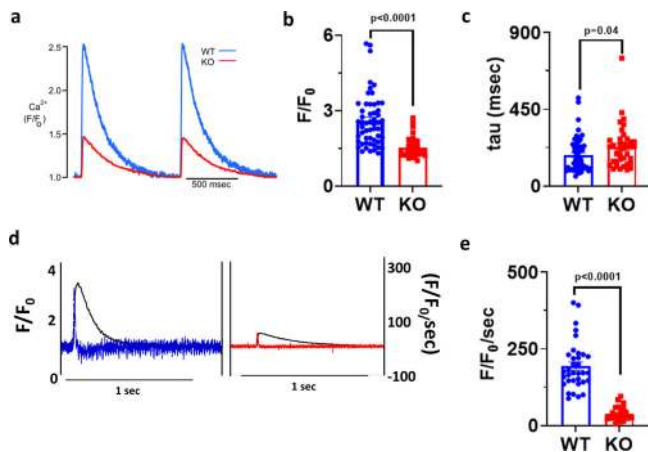 a
2.5
2.0
1.5
1.0
Ca²⁺
(F/F₀)
WT
KO
500 msec
b
p<0.0001
F/F₀
6
3
0
WT
KO
c
p=0.04
tau (msec)
900
450
0
WT
KO
d
F/F₀
4
2
0
1 sec
1 sec
300
100
-100
(F/F₀/sec)
e
p<0.0001
F/F₀/sec
500
250
0
WT
KO